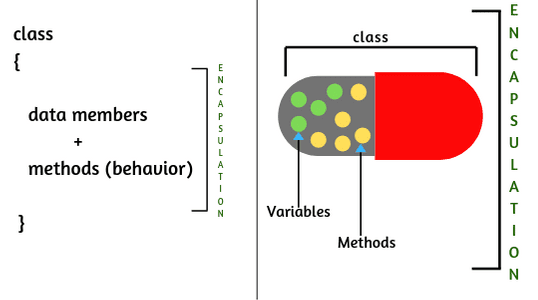 class
{
data members
+
methods (behavior)
}
ENCAPSULATION
class
Variables
Methods
ENCAPSULATION